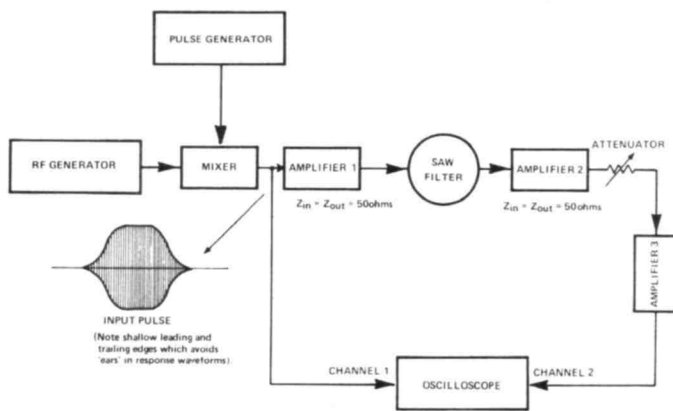 PULSE GENERATOR
RF GENERATOR
MIXER
AMPLIFIER 1
SAW
FILTER
AMPLIFIER 2
ATTENUATOR
Zin = Zout = 50ohms
Zin = Zout = 50ohms
AMPLIFIER 3
INPUT PULSE
(Note shallow leading and
trailing edges which avoids
'ears' in response waveforms).
CHANNEL 1
OSCILLOSCOPE
CHANNEL 2